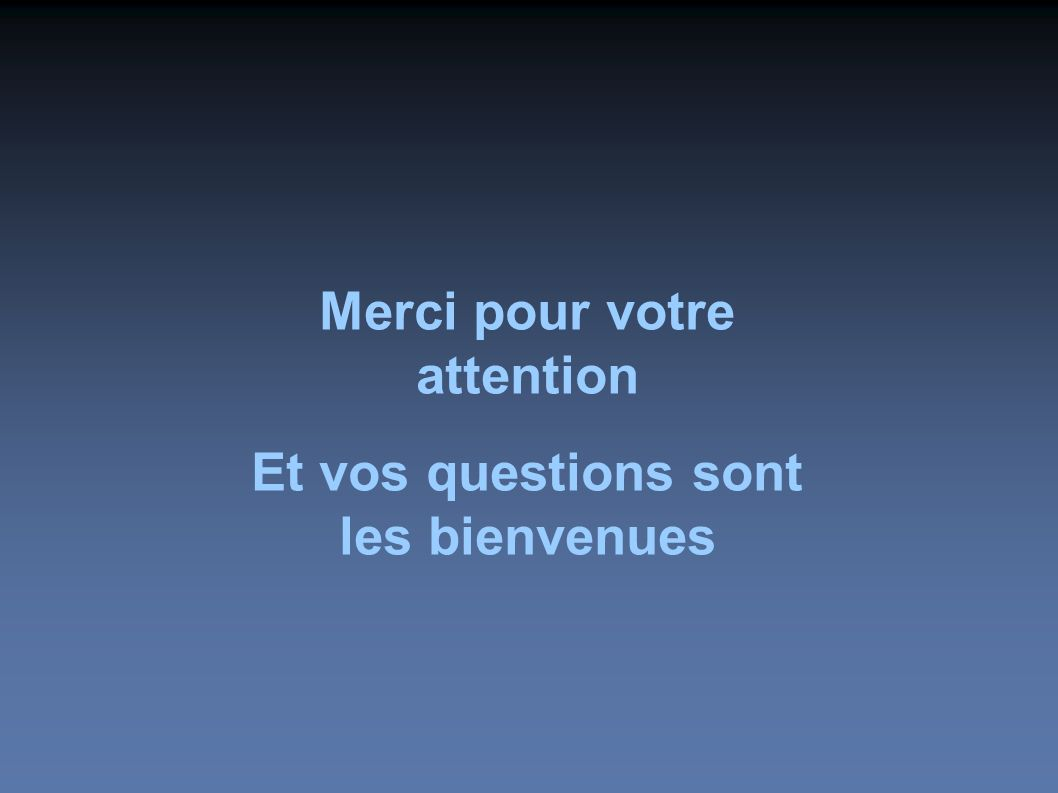 Merci pour votre
attention
Et vos questions sont
les bienvenues